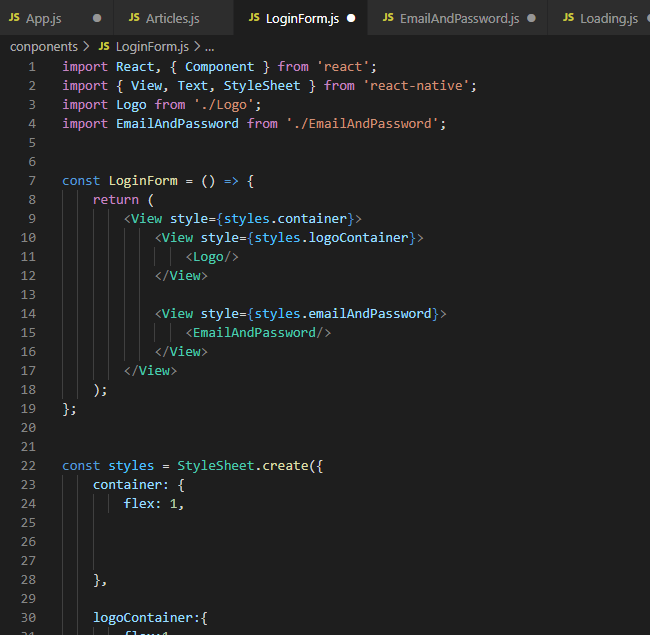 JS App.js ● JS Articles.js JS LoginForm.js ● JS EmailAndPassword.js ● JS Loading.js ●
conponents > JS LoginForm.js > ...
1 import React, { Component } from 'react';
2 import { View, Text, StyleSheet } from 'react-native';
3 import Logo from './Logo';
4 import EmailAndPassword from './EmailAndPassword';
5
6
7 const LoginForm = () => {
8     return (
9         <View style={styles.container}>
10             <View style={styles.logoContainer}>
11                 <Logo/>
12             </View>
13
14             <View style={styles.emailAndPassword}>
15                 <EmailAndPassword/>
16             </View>
17         </View>
18     );
19 };
20
21
22 const styles = StyleSheet.create({
23     container: {
24         flex: 1,
25
26
27
28     },
29
30     logoContainer:{
31         flex:1